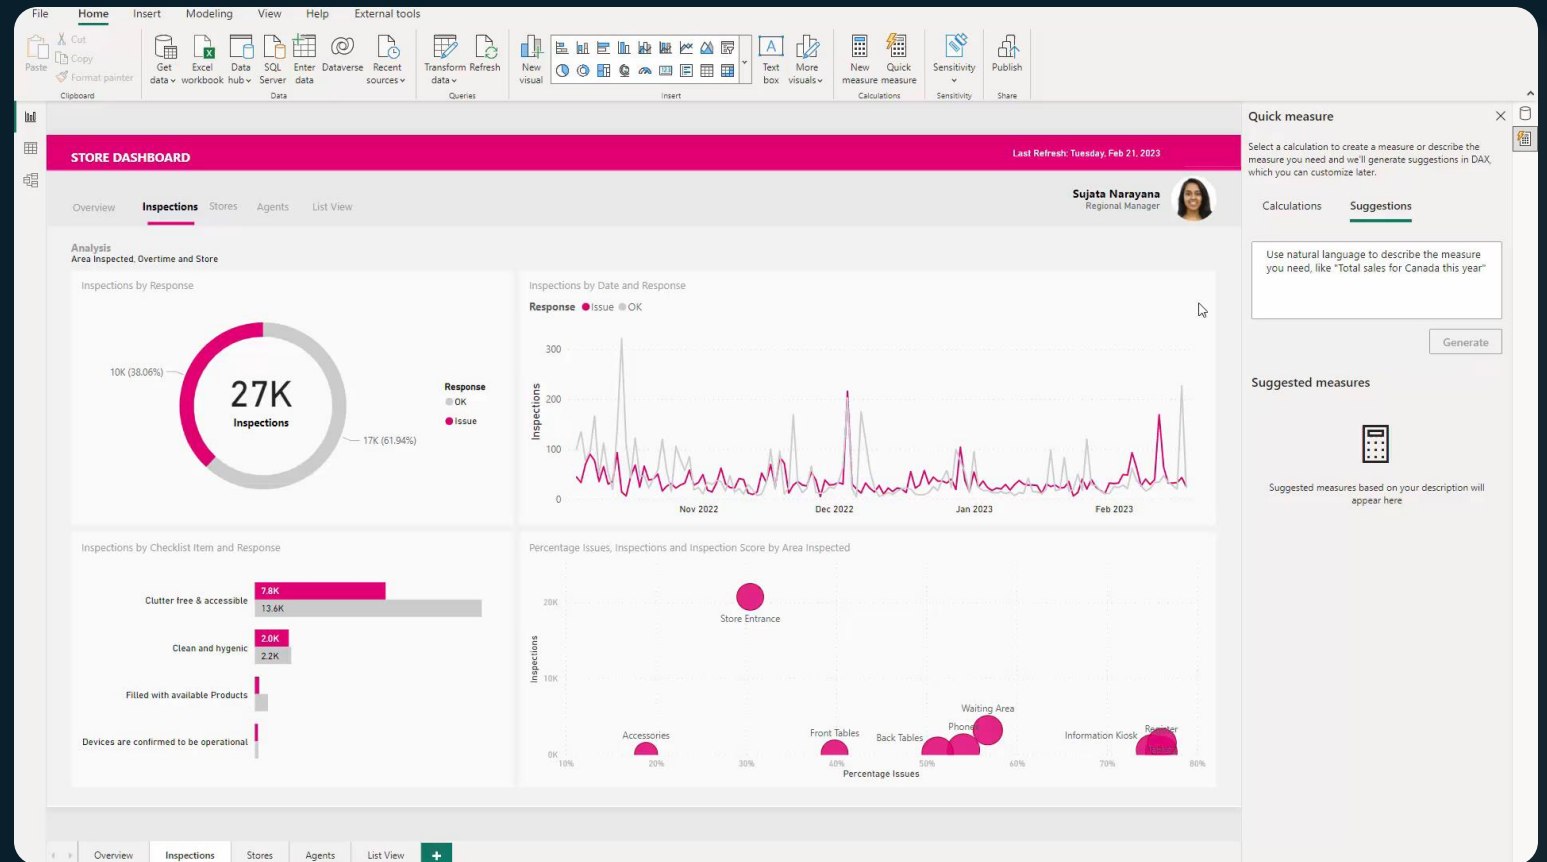 File Home Insert Modeling View Help External tools
Paste
Cut
Copy
Format painter
Clipboard
Get data
Excel workbook
Data hub
SQL Server
Enter data
Dataverse
Recent sources
Data
Transform data
Refresh
Queries
New visual
Text box
More visuals
Insert
New measure
Quick measure
Calculations
Sensitivity
Sensitivity
Publish
Share
STORE DASHBOARD
Last Refresh: Tuesday, Feb 21, 2023
Overview Inspections Stores Agents List View
Sujata Narayana
Regional Manager
Analysis
Area Inspected, Overtime and Store
Inspections by Response
10K (38.06%)
27K
Inspections
17K (61.94%)
Response
OK
Issue
Inspections by Date and Response
Response Issue OK
Inspections
300
200
100
0
Nov 2022 Dec 2022 Jan 2023 Feb 2023
Inspections by Checklist Item and Response
Clutter free & accessible
7.8K
13.6K
Clean and hygenic
2.0K
2.2K
Filled with available Products
Devices are confirmed to be operational
Percentage Issues, Inspections and Inspection Score by Area Inspected
Inspections
20K
10K
0K
Store Entrance
Accessories
Front Tables
Back Tables
Phone
Waiting Area
Information Kiosk
Register
10% 20% 30% 40% 50% 60% 70% 80%
Percentage Issues
Overview Inspections Stores Agents List View +
Quick measure
Select a calculation to create a measure or describe the
measure you need and we'll generate suggestions in DAX,
which you can customize later.
Calculations Suggestions
Use natural language to describe the measure
you need, like "Total sales for Canada this year"
Generate
Suggested measures
Suggested measures based on your description will
appear here